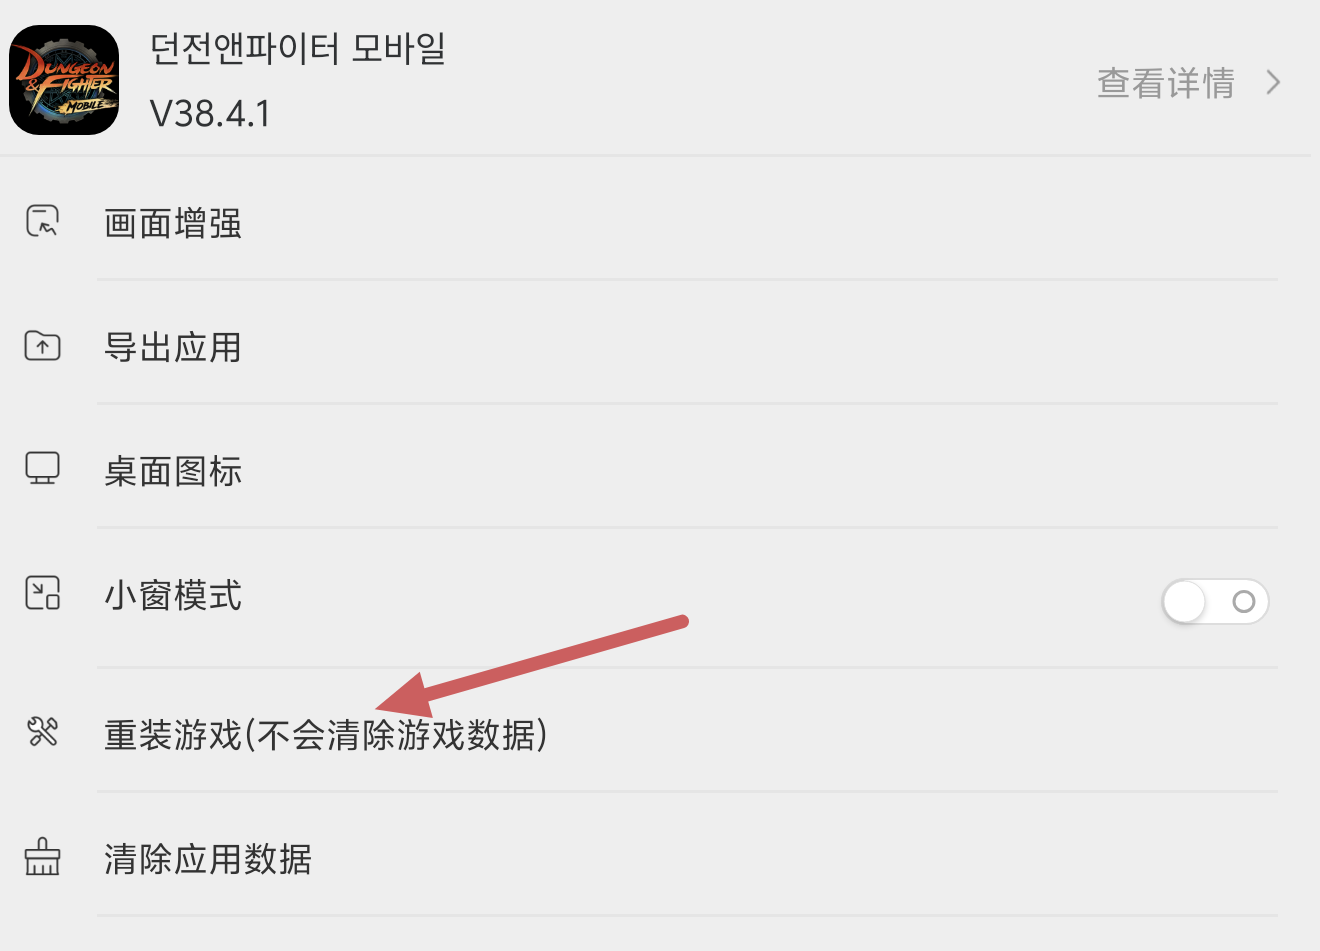 DUNGEON
& FIGHTER
MOBILE
던전앤파이터 모바일
V38.4.1
查看详情
画面增强
导出应用
桌面图标
小窗模式
重装游戏(不会清除游戏数据)
清除应用数据